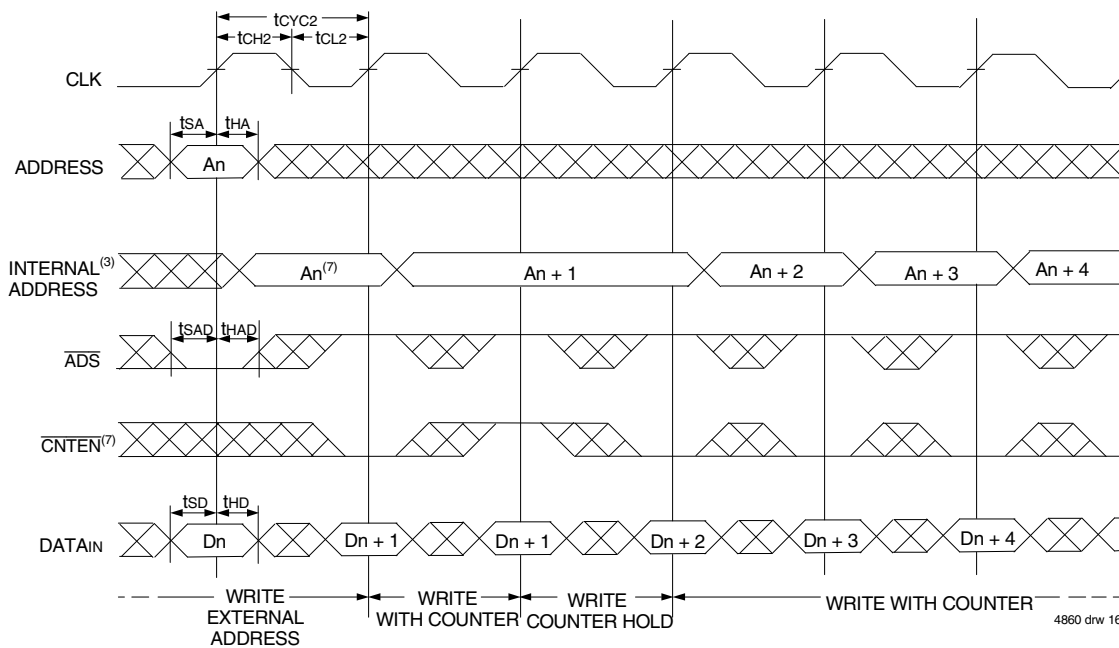 tCYC2
tCH2 tCL2
CLK
tSA tHA
ADDRESS An
INTERNAL(3) ADDRESS An(7) An + 1 An + 2 An + 3 An + 4
tSAD tHAD
ADS
CNTEN(7)
tSD tHD
DATAIN Dn Dn + 1 Dn + 1 Dn + 2 Dn + 3 Dn + 4
WRITE EXTERNAL ADDRESS
WRITE WITH COUNTER
WRITE COUNTER HOLD
WRITE WITH COUNTER
4860 drw 16